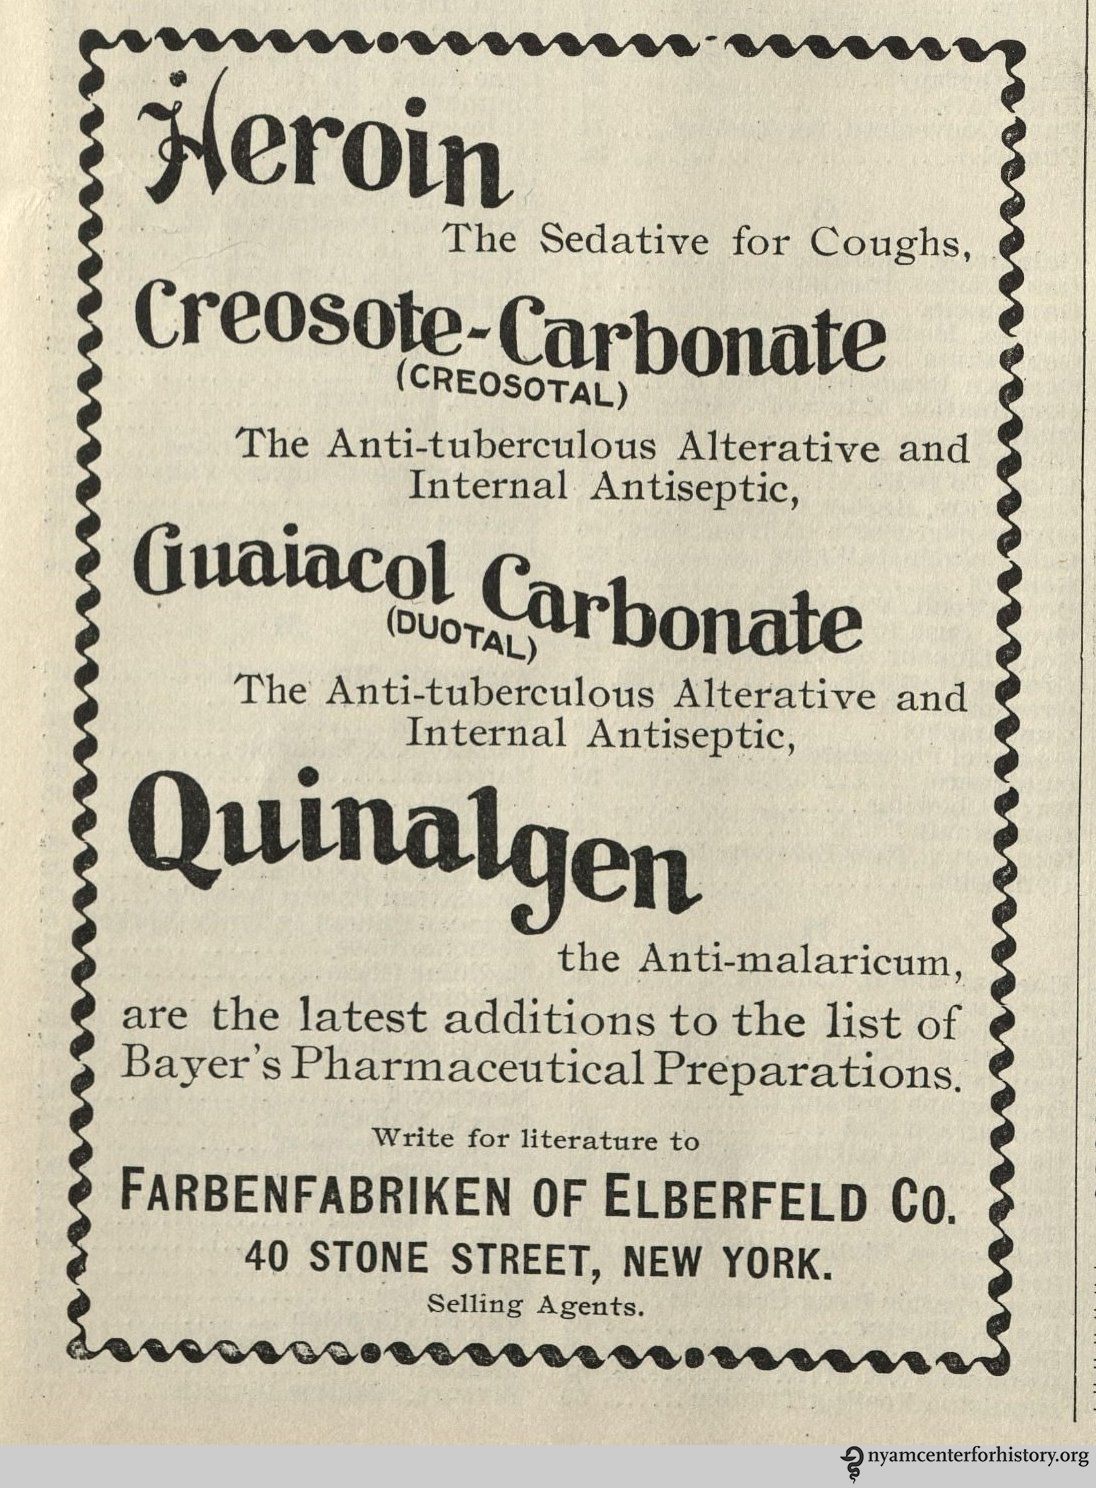 Heroin
The Sedative for Coughs,
Creosote-Carbonate
(CREOSOTAL)
The Anti-tuberculous Alterative and
Internal Antiseptic,
Guaiacol Carbonate
(DUOTAL)
The Anti-tuberculous Alterative and
Internal Antiseptic,
Quinalgen
the Anti-malaricum,
are the latest additions to the list of
Bayer's Pharmaceutical Preparations.
Write for literature to
FARBENFABRIKEN OF ELBERFELD CO.
40 STONE STREET, NEW YORK.
Selling Agents.
nyamcenterforhistory.org